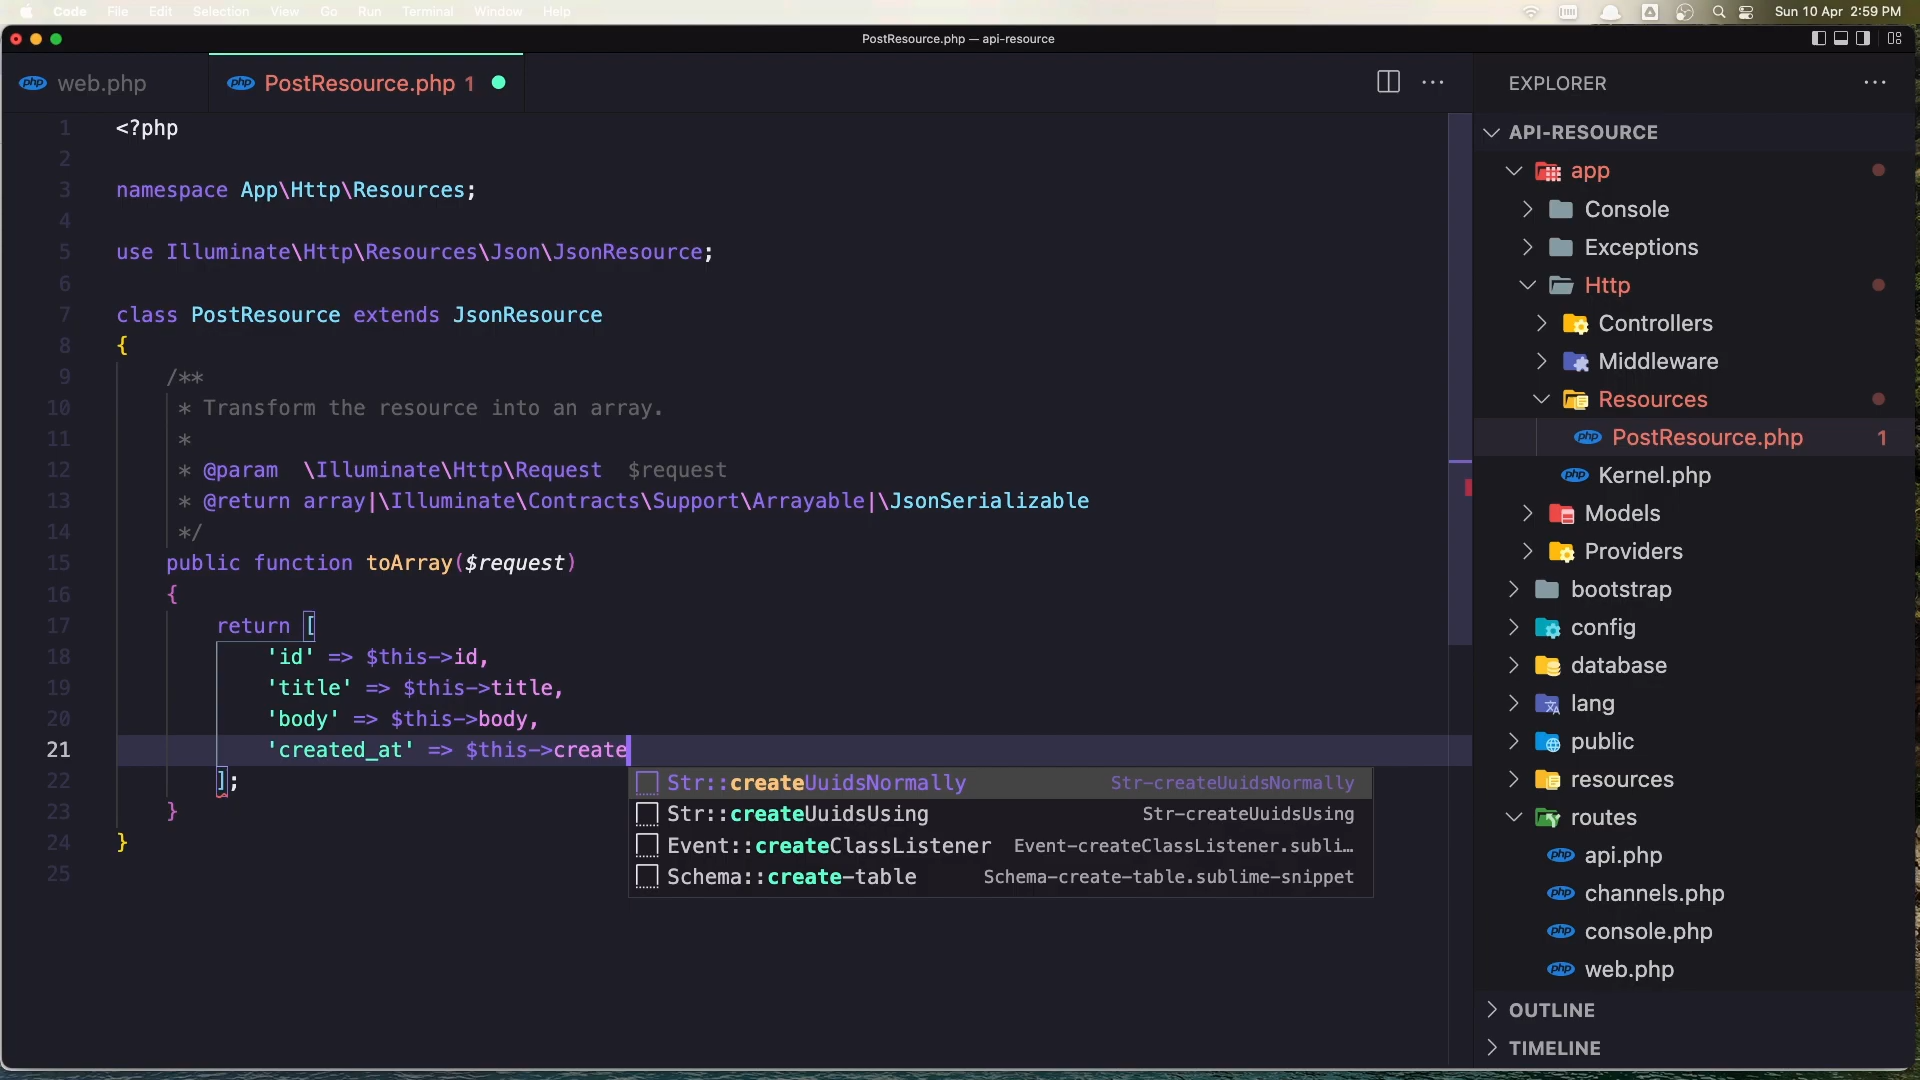 Code File Edit Selection View Go Run Terminal Window Help Sun 10 Apr 2:59 PM
PostResource.php — api-resource
php web.php php PostResource.php 1
1 <?php
2
3 namespace App\Http\Resources;
4
5 use Illuminate\Http\Resources\Json\JsonResource;
6
7 class PostResource extends JsonResource
8 {
9 /**
10 * Transform the resource into an array.
11 *
12 * @param  \Illuminate\Http\Request  $request
13 * @return array|\Illuminate\Contracts\Support\Arrayable|\JsonSerializable
14 */
15 public function toArray($request)
16 {
17 return [
18 'id' => $this->id,
19 'title' => $this->title,
20 'body' => $this->body,
21 'created_at' => $this->create
22 ];
23 }
24 }
25
Str::createUuidsNormally Str-createUuidsNormally
Str::createUuidsUsing Str-createUuidsUsing
Event::createClassListener Event-createClassListener.subli…
Schema::create-table Schema-create-table.sublime-snippet
EXPLORER
API-RESOURCE
app
Console
Exceptions
Http
Controllers
Middleware
Resources
php PostResource.php 1
php Kernel.php
Models
Providers
bootstrap
config
database
lang
public
resources
routes
php api.php
php channels.php
php console.php
php web.php
OUTLINE
TIMELINE